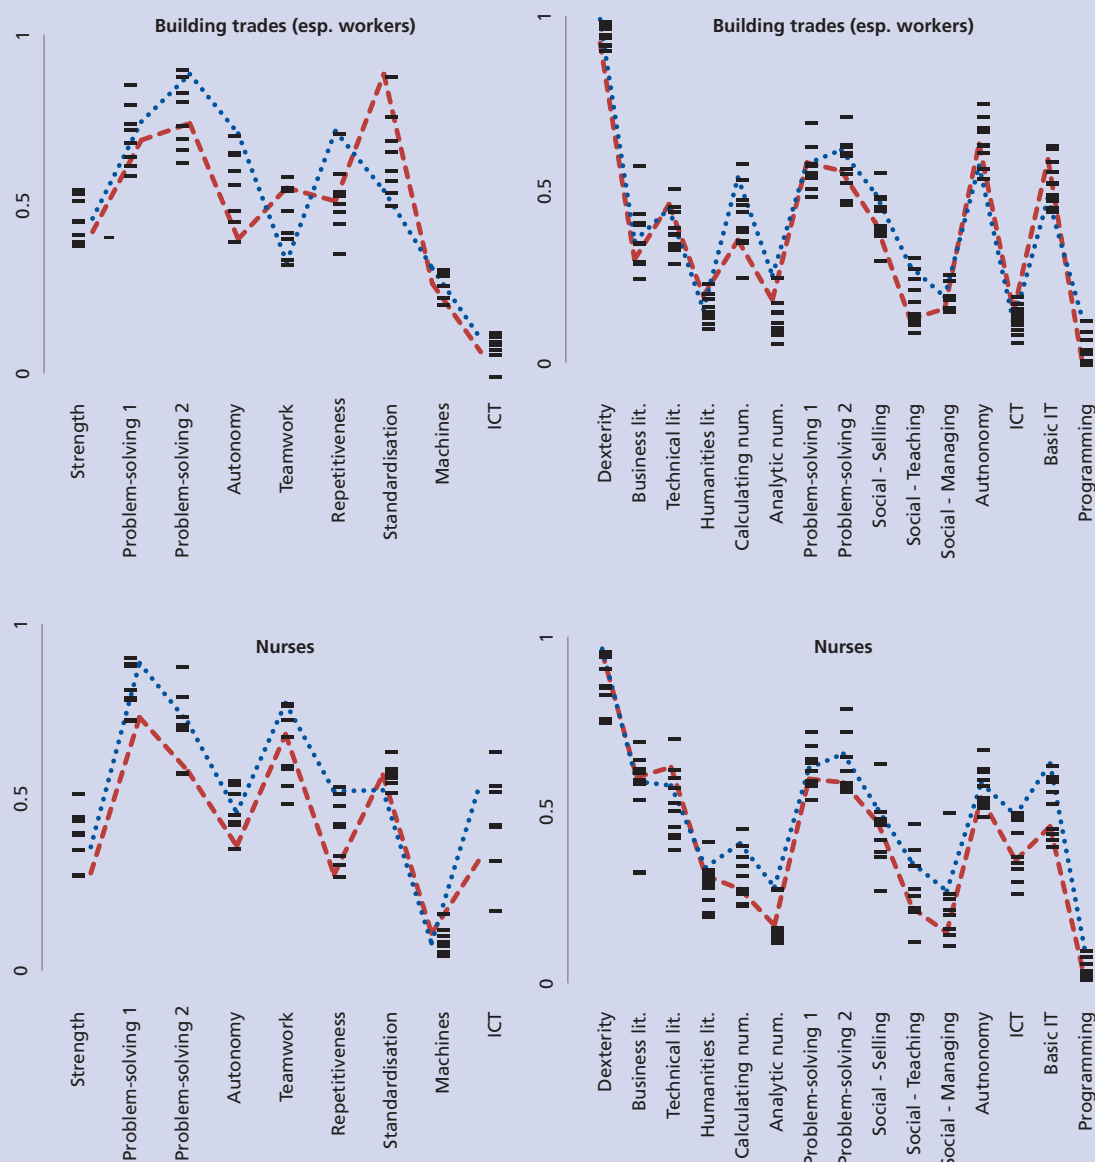 Building trades (esp. workers)
1
0.5
0
Strength
Problem-solving 1
Problem-solving 2
Autonomy
Teamwork
Repetitiveness
Standardisation
Machines
ICT
Building trades (esp. workers)
1
0.5
0
Dexterity
Business lit.
Technical lit.
Humanities lit.
Calculating num.
Analytic num.
Problem-solving 1
Problem-solving 2
Social - Selling
Social - Teaching
Social - Managing
Autnonomy
ICT
Basic IT
Programming
Nurses
1
0.5
0
Strength
Problem-solving 1
Problem-solving 2
Autonomy
Teamwork
Repetitiveness
Standardisation
Machines
ICT
Nurses
1
0.5
0
Dexterity
Business lit.
Technical lit.
Humanities lit.
Calculating num.
Analytic num.
Problem-solving 1
Problem-solving 2
Social - Selling
Social - Teaching
Social - Managing
Autnonomy
ICT
Basic IT
Programming